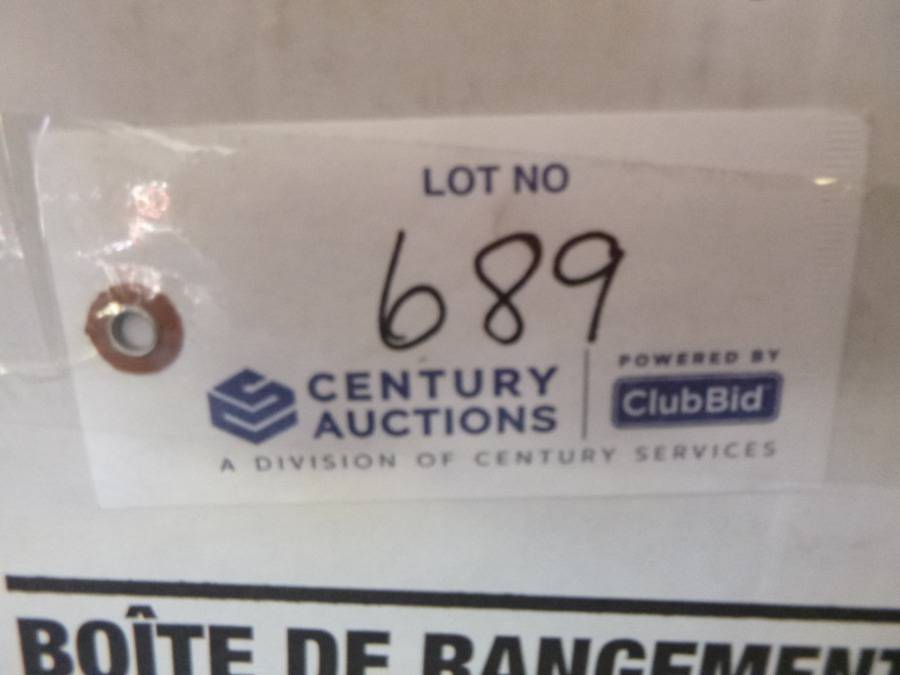 LOT NO
689
CENTURY
AUCTIONS
POWERED BY
ClubBid
A DIVISION OF CENTURY SERVICES
BOÎTE DE RANGEMENT